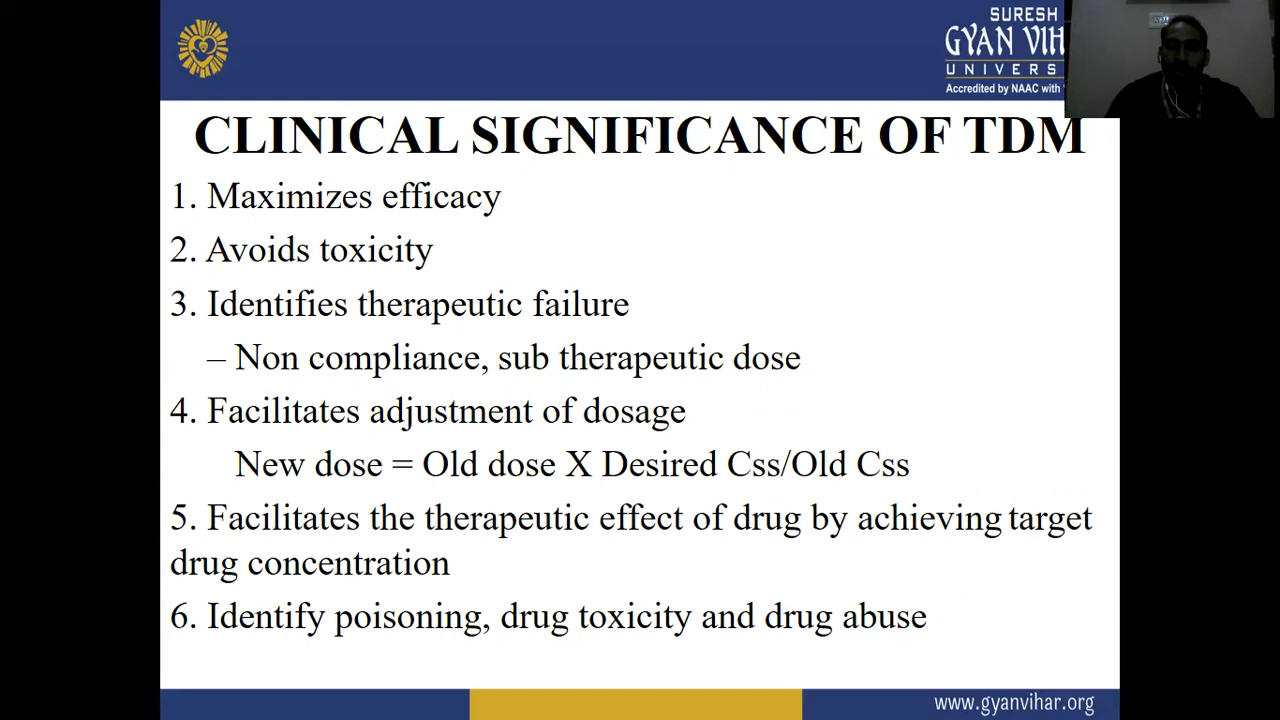 SURESH
GYAN VIH
UNIVERS
Accredited by NAAC with
CLINICAL SIGNIFICANCE OF TDM
1. Maximizes efficacy
2. Avoids toxicity
3. Identifies therapeutic failure
– Non compliance, sub therapeutic dose
4. Facilitates adjustment of dosage
New dose = Old dose X Desired Css/Old Css
5. Facilitates the therapeutic effect of drug by achieving target
drug concentration
6. Identify poisoning, drug toxicity and drug abuse
www.gyanvihar.org